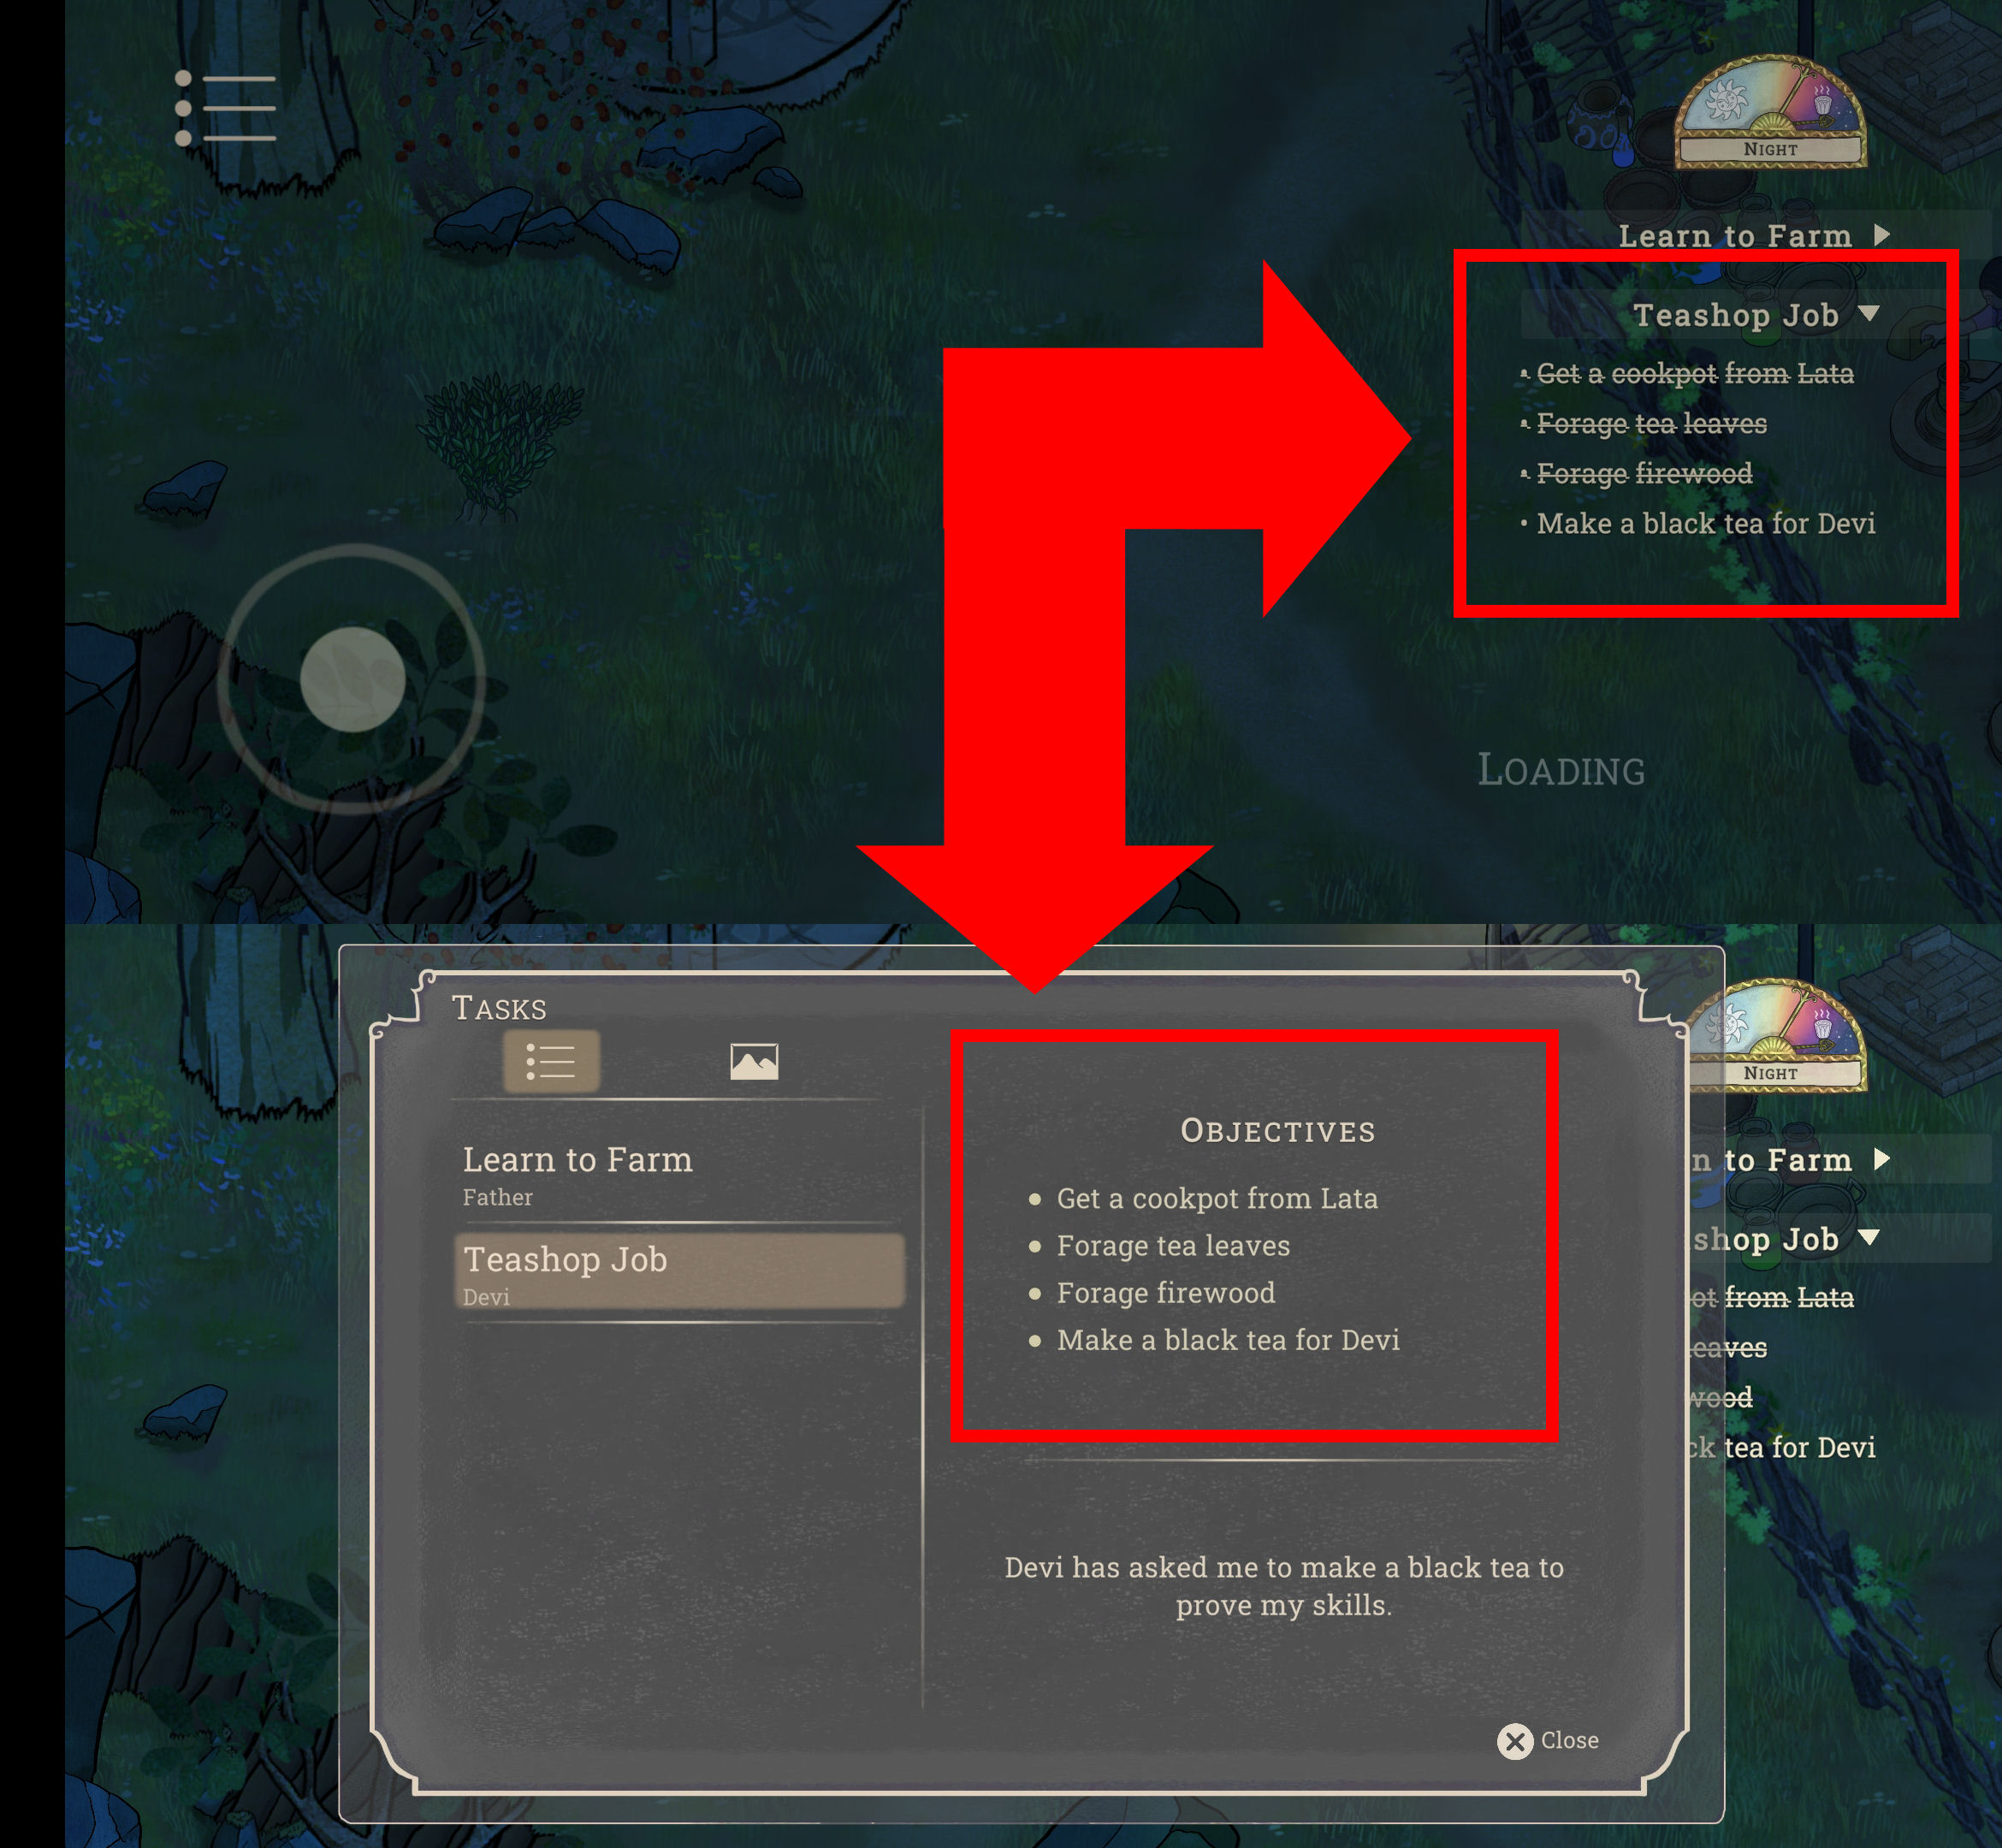 NIGHT
Learn to Farm
Teashop Job
• Get a cookpot from Lata
• Forage tea leaves
• Forage firewood
• Make a black tea for Devi
LOADING
TASKS
NIGHT
Learn to Farm
Father
Teashop Job
Devi
OBJECTIVES
• Get a cookpot from Lata
• Forage tea leaves
• Forage firewood
• Make a black tea for Devi
n to Farm
shop Job
ot from Lata
eaves
wood
ck tea for Devi
Devi has asked me to make a black tea to
prove my skills.
Close